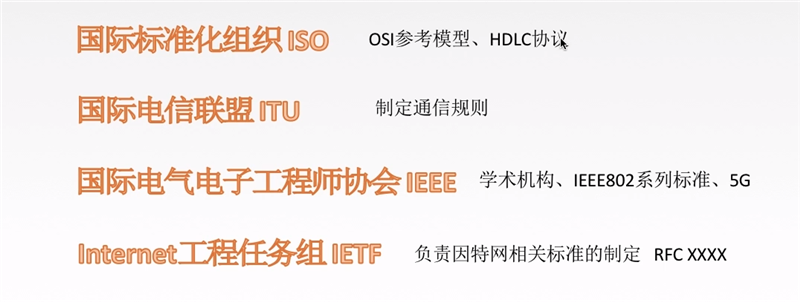 国际标准化组织 ISO OSI参考模型、HDLC协议
国际电信联盟 ITU 制定通信规则
国际电气电子工程师协会 IEEE 学术机构、IEEE802系列标准、5G
Internet工程任务组 IETF 负责因特网相关标准的制定 RFC XXXX